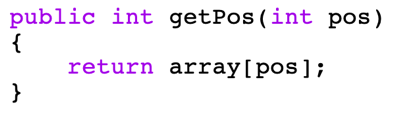 public int getPos(int pos)
{
    return array[pos];
}